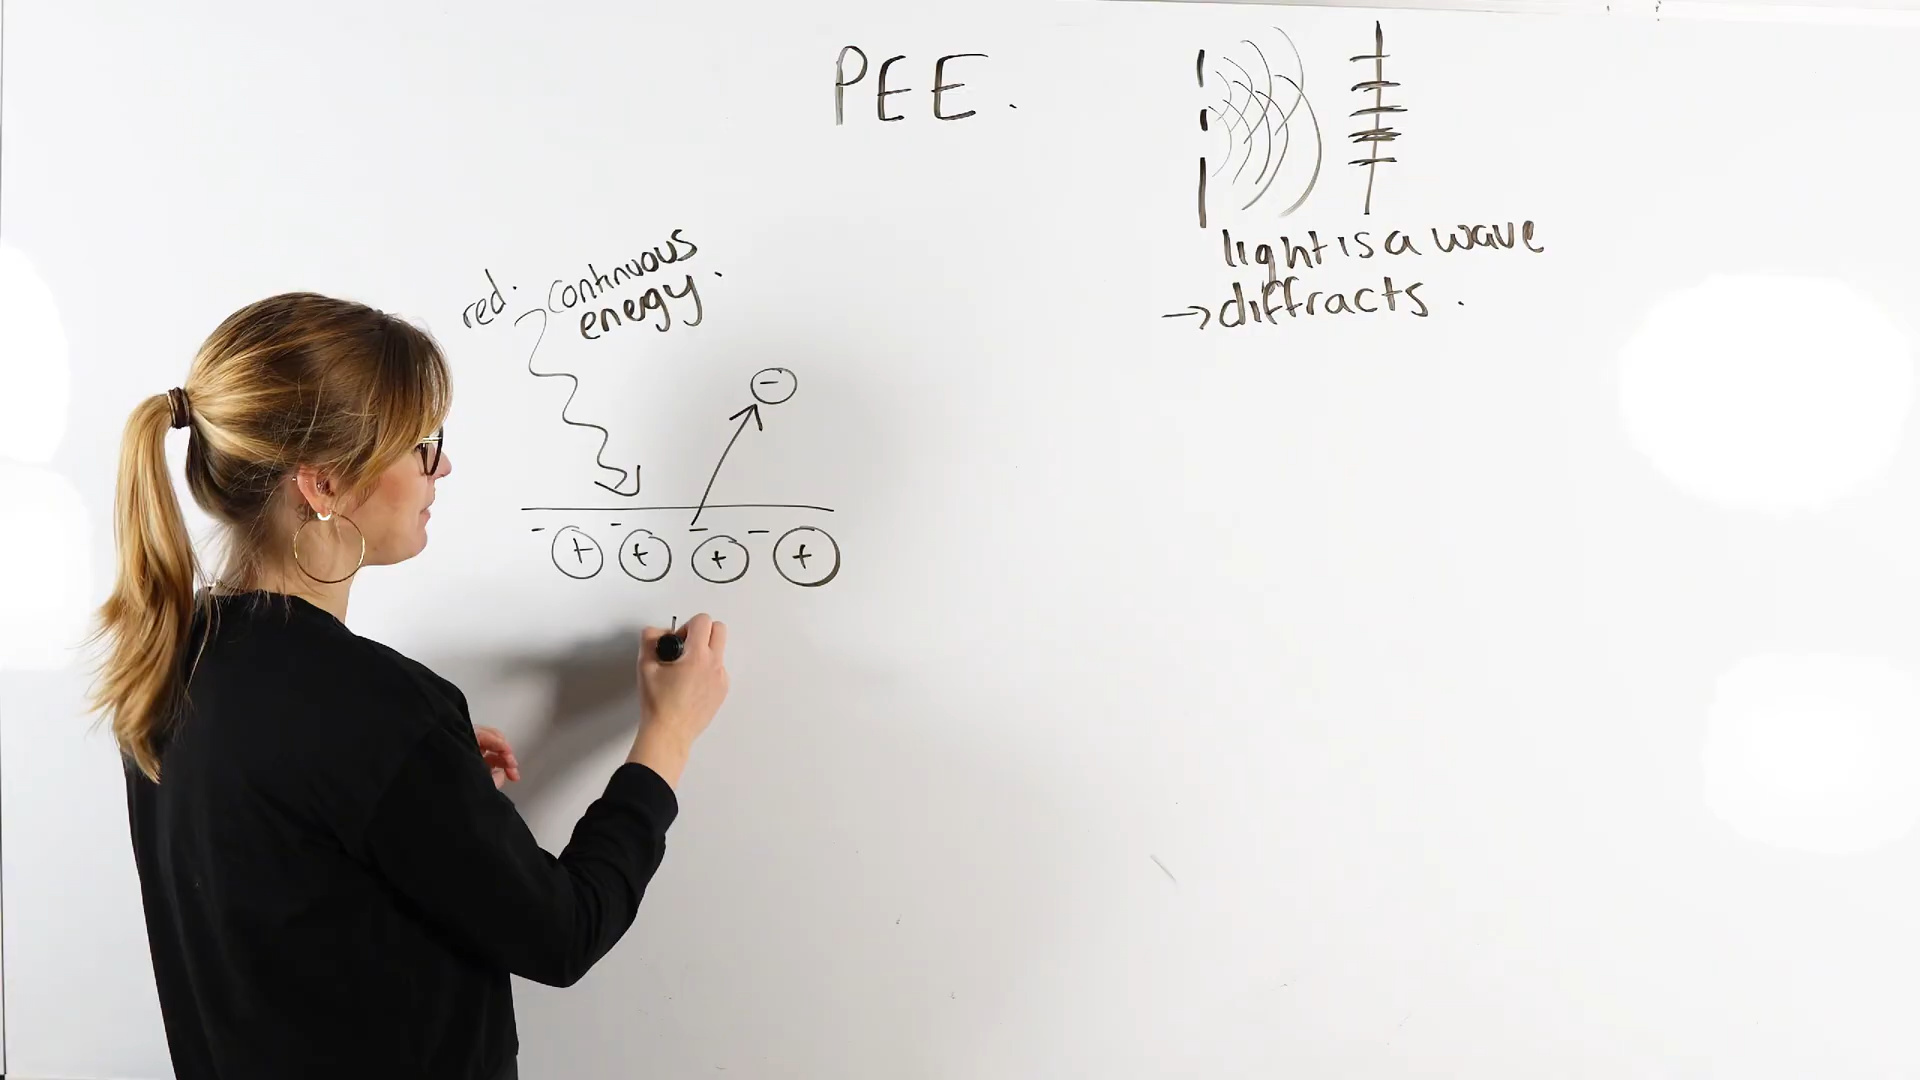 PEE.
light is a wave
→ diffracts.
red.
continuous
energy.
-
- - - -
+ + + +